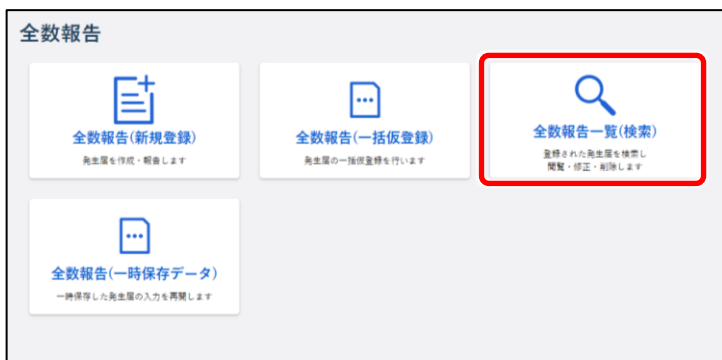 全数報告
全数報告(新規登録)
発生届を作成・報告します
全数報告(一括仮登録)
発生届の一括仮登録を行います
全数報告一覧(検索)
登録された発生届を検索し
閲覧・修正・削除します
全数報告(一時保存データ)
一時保存した発生届の入力を再開します